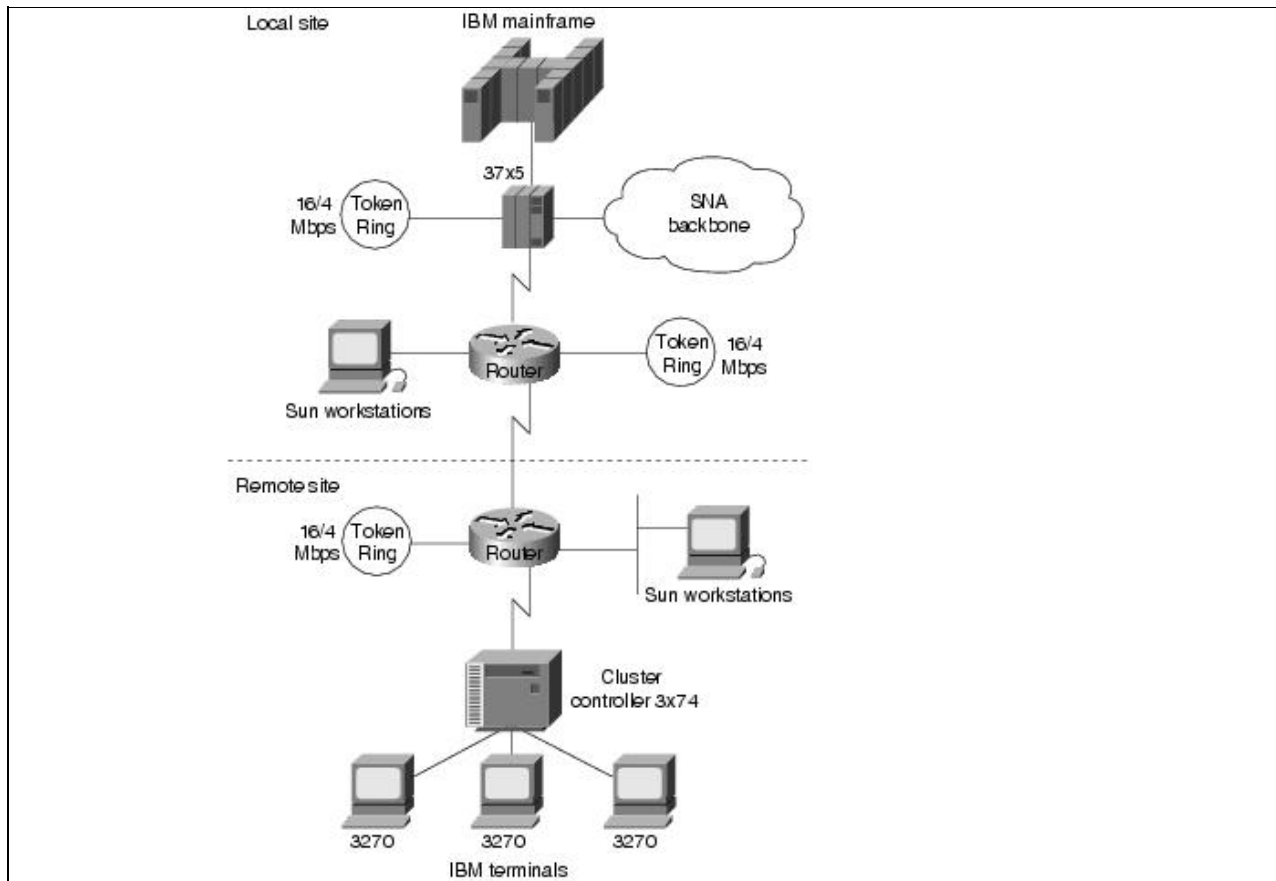 Local site
IBM mainframe
37x5
16/4
Mbps
Token
Ring
SNA
backbone
Router
Token
Ring
16/4
Mbps
Sun workstations
Remote site
16/4
Mbps
Token
Ring
Router
Sun workstations
Cluster
controller 3x74
3270
3270
3270
IBM terminals